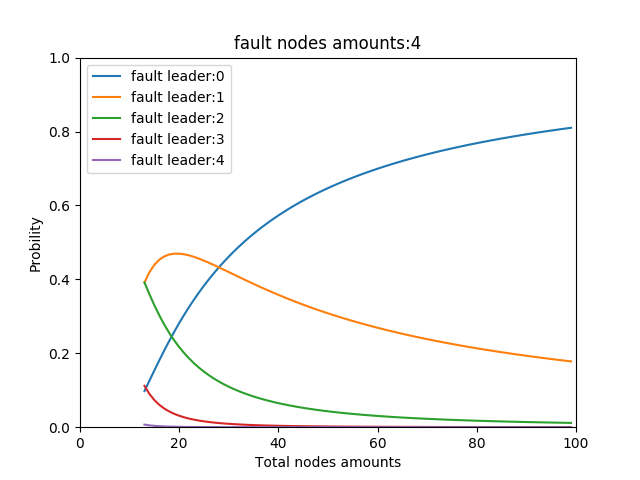 fault nodes amounts:4
1.0
0.8
0.6
0.4
0.2
0.0
Probility
fault leader:0
fault leader:1
fault leader:2
fault leader:3
fault leader:4
0 20 40 60 80 100
Total nodes amounts